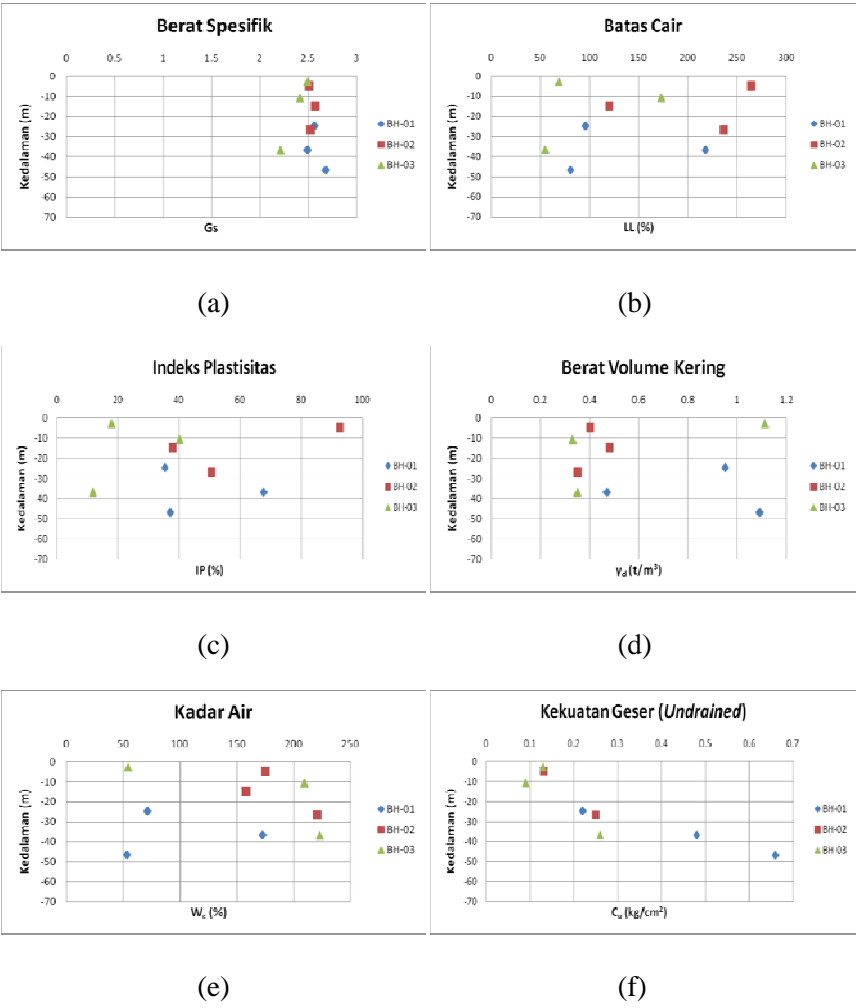 Berat Spesifik
0 0.5 1 1.5 2 2.5 3
0
-10
-20
-30
-40
-50
-60
-70
Kedalaman (m)
Gs
BH-01
BH-02
BH-03
(a)
Batas Cair
0 50 100 150 200 250 300
0
-10
-20
-30
-40
-50
-60
-70
Kedalaman (m)
LL (%)
BH-01
BH-02
BH-03
(b)
Indeks Plastisitas
0 20 40 60 80 100
0
-10
-20
-30
-40
-50
-60
-70
Kedalaman (m)
IP (%)
BH-01
BH-02
BH-03
(c)
Berat Volume Kering
0 0.2 0.4 0.6 0.8 1 1.2
0
-10
-20
-30
-40
-50
-60
-70
Kedalaman (m)
γd (t/m³)
BH-01
BH-02
BH-03
(d)
Kadar Air
0 50 100 150 200 250
0
-10
-20
-30
-40
-50
-60
-70
Kedalaman (m)
(%)
BH-01
BH-02
BH-03
(e)
Kekuatan Geser (Undrained)
0 0.1 0.2 0.3 0.4 0.5 0.6 0.7
0
-10
-20
-30
-40
-50
-60
-70
Kedalaman (m)
Cu (kg/cm²)
BH-01
BH-02
BH-03
(f)